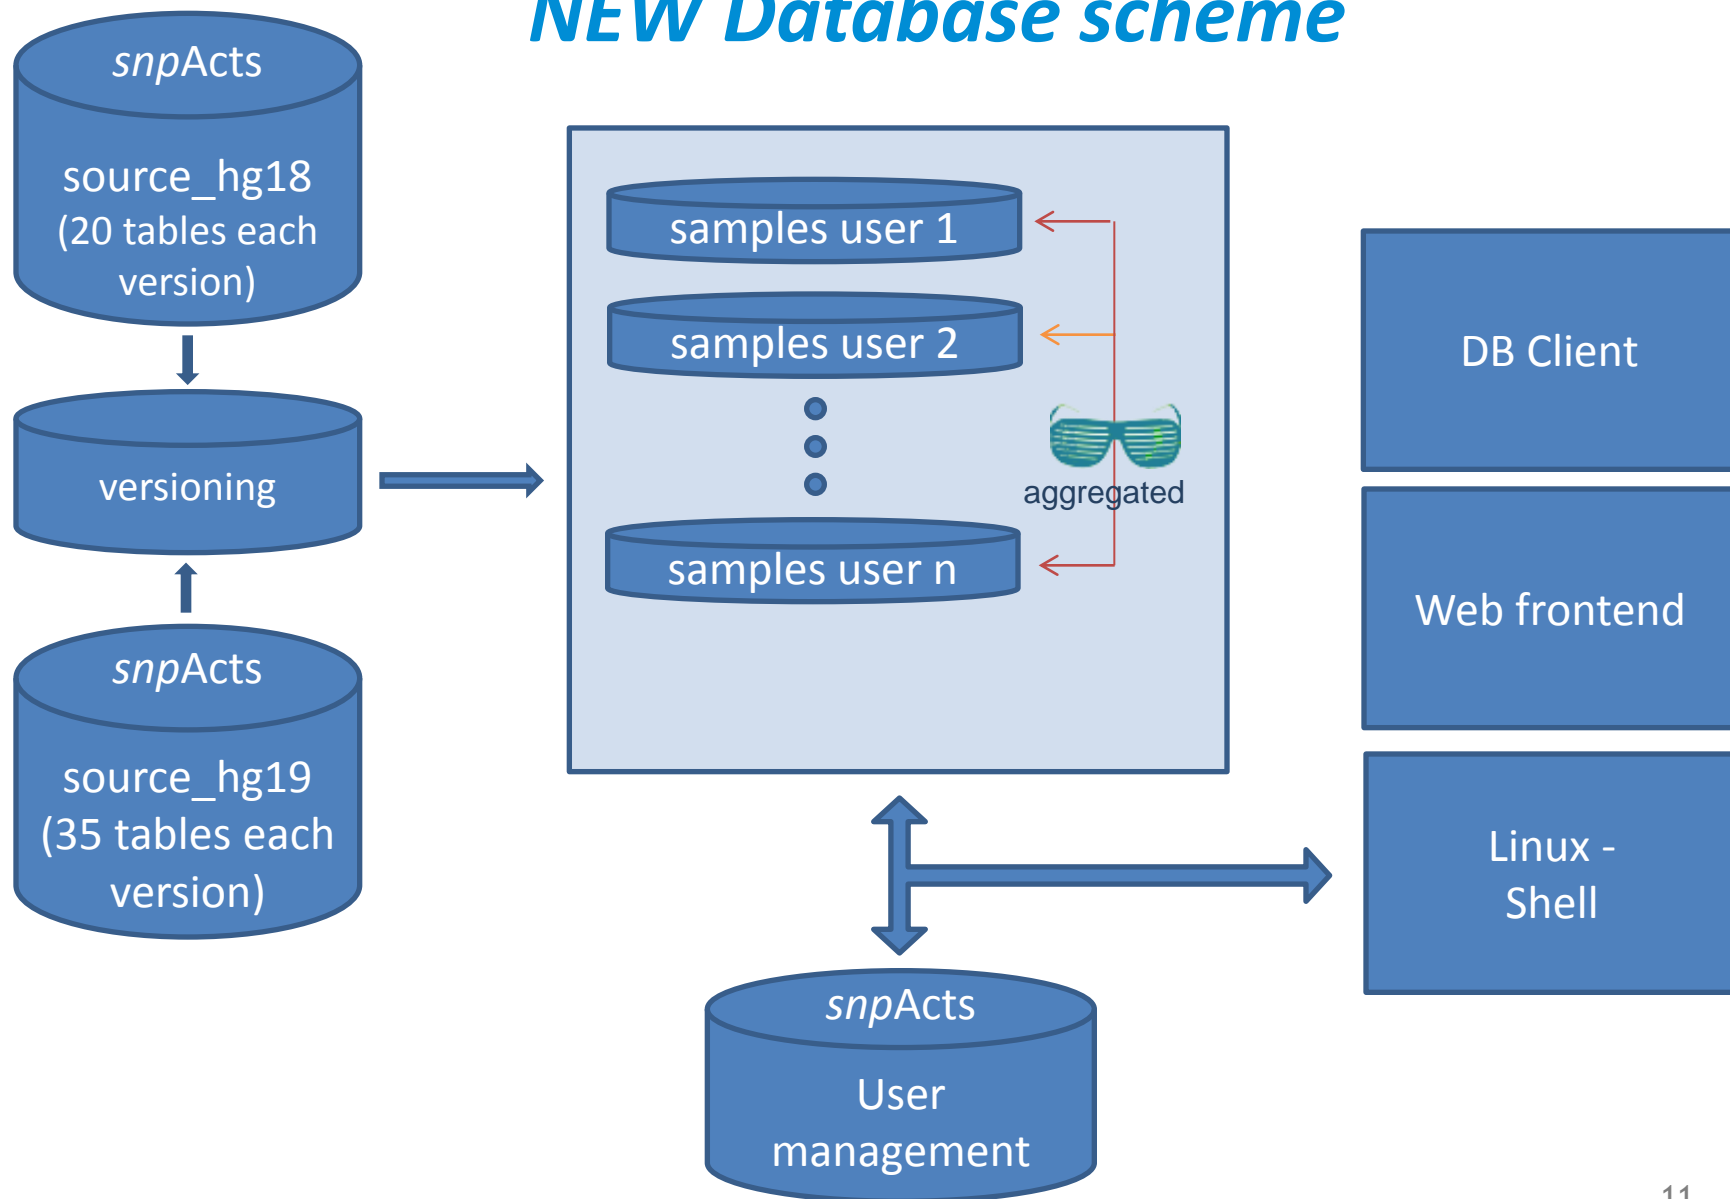 NEW Database scheme
snpActs
source_hg18
(20 tables each
version)
versioning
snpActs
source_hg19
(35 tables each
version)
samples user 1
samples user 2
aggregated
samples user n
DB Client
Web frontend
Linux -
Shell
snpActs
User
management
11